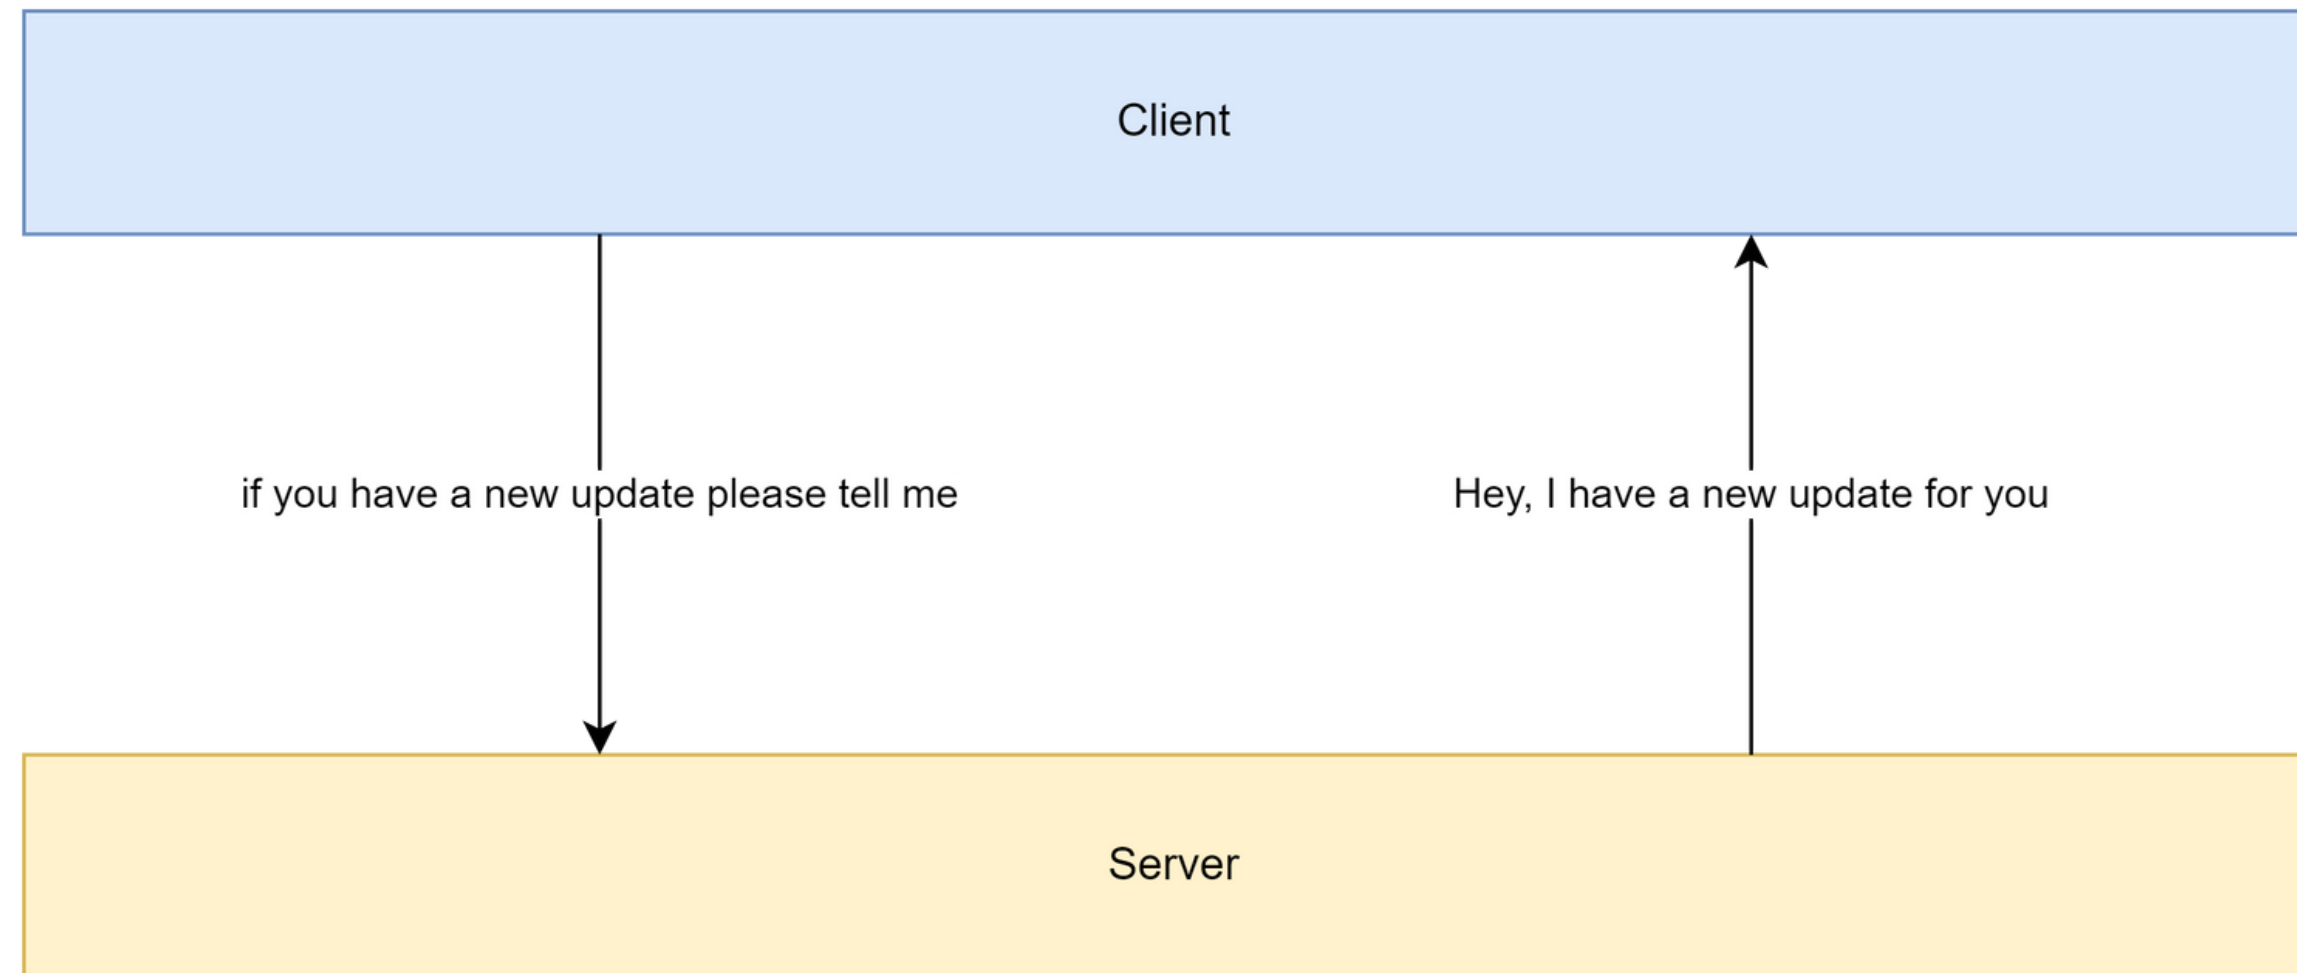 Client
if you have a new update please tell me
Hey, I have a new update for you
Server